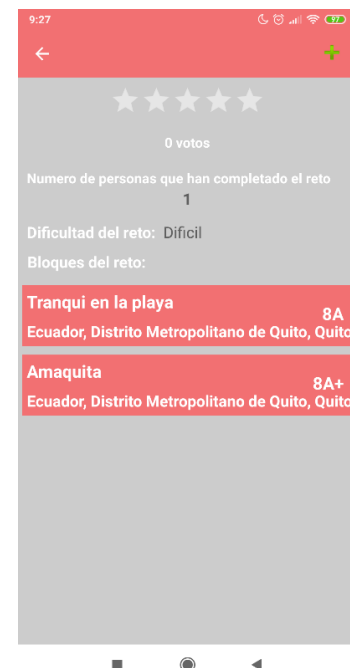 9:27
97
0 votos
Numero de personas que han completado el reto
1
Dificultad del reto: Dificil
Bloques del reto:
Tranqui en la playa
8A
Ecuador, Distrito Metropolitano de Quito, Quito
Amaquita
8A+
Ecuador, Distrito Metropolitano de Quito, Quito